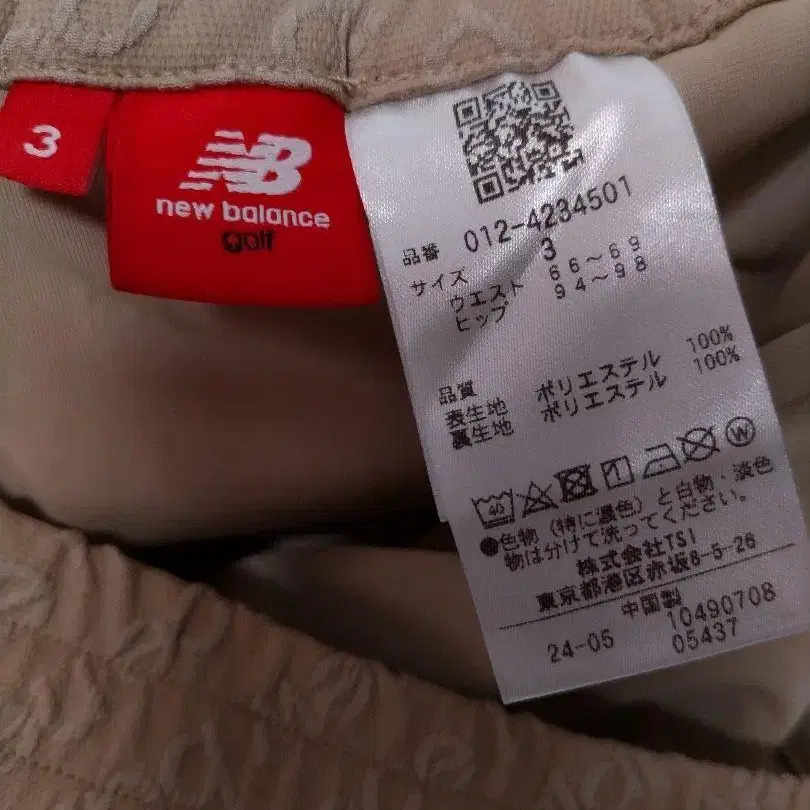 3
NB
new balance
golf
品番 012-4234501
サイズ 3
ウエスト 66～69
ヒップ 94～98
品質
表生地 ポリエステル 100%
裏生地 ポリエステル 100%
40
W
●色物（特に濃色）と白物・淡色
物は分けて洗ってください。
株式会社TSI
東京都港区赤坂8-5-26
中国製
24-05 10490708
05437